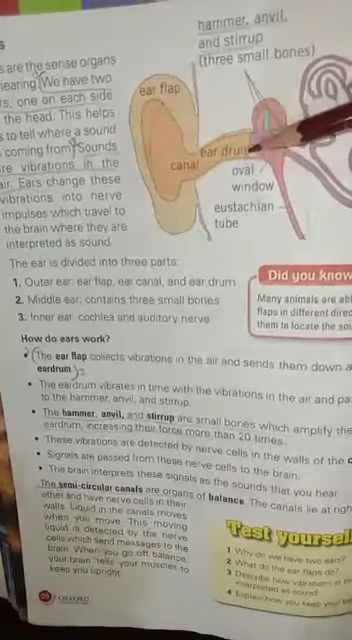 s
s are the sense organs
hearing. We have two
rs, one on each side
the head. This helps
s to tell where a sound
coming from. Sounds
re vibrations in the
air. Ears change these
vibrations into nerve
impulses which travel to
the brain where they are
interpreted as sound.
hammer, anvil,
and stirrup
(three small bones)
ear flap
ear drum
canal
oval
window
eustachian
tube
The ear is divided into three parts:
1. Outer ear: ear flap, ear canal, and ear drum
2. Middle ear: contains three small bones
3. Inner ear: cochlea and auditory nerve
Did you know
Many animals are abl
flaps in different direc
them to locate the sou
How do ears work?
• The ear flap collects vibrations in the air and sends them down a
eardrum.
• The eardrum vibrates in time with the vibrations in the air and pa
to the hammer, anvil, and stirrup.
• The hammer, anvil, and stirrup are small bones which amplify the
eardrum, increasing their force more than 20 times.
• These vibrations are detected by nerve cells in the walls of the c
• Signals are passed from these nerve cells to the brain.
• The brain interprets these signals as the sounds that you hear.
The semi-circular canals are organs of balance. The canals lie at righ
other and have nerve cells in their
walls. Liquid in the canals moves
when you move. This moving
liquid is detected by the nerve
cells which send messages to the
brain. When you go off balance,
your brain 'tells' your muscles to
keep you upright.
Test yoursel
1 Why do we have two ears?
2 What do the ear flaps do?
3 Describe how vibrations in th
interpreted as sound.
4 Explain how you keep your ba
OXFORD